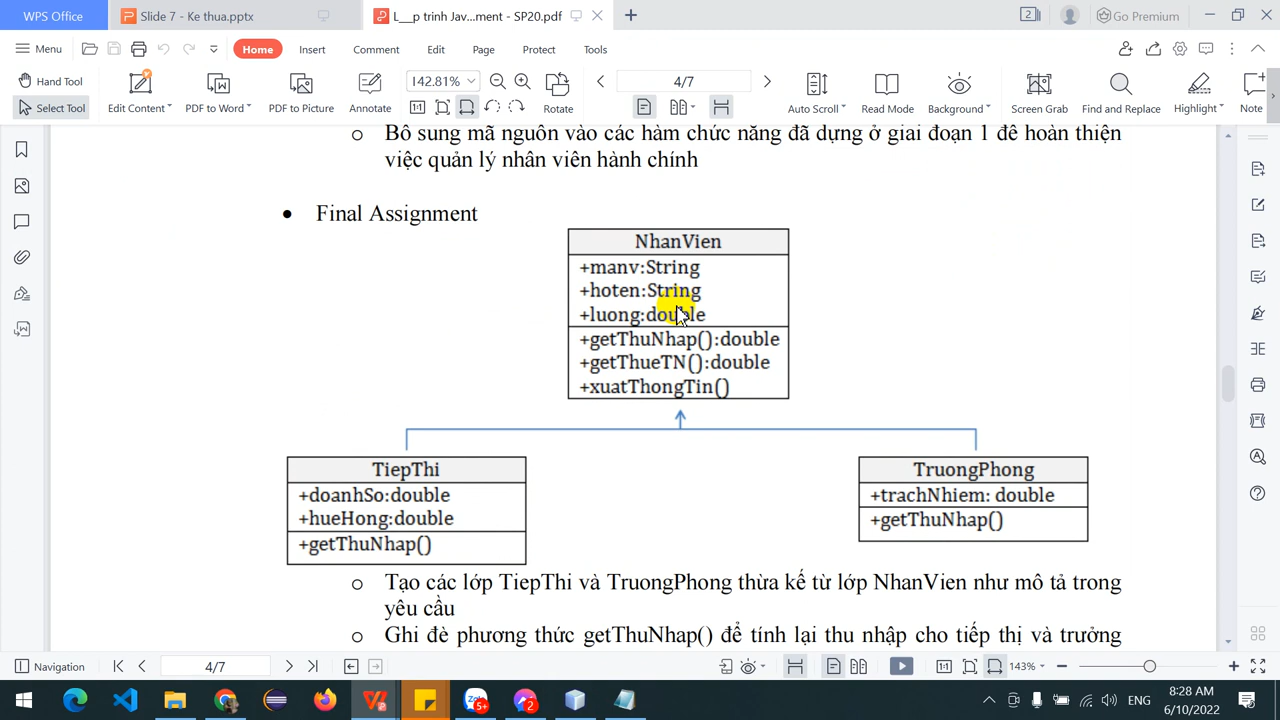 WPS Office
Slide 7 - Ke thua.pptx
L__p trinh Jav...ment - SP20.pdf
2
Go Premium
Menu
Home
Insert
Comment
Edit
Page
Protect
Tools
Hand Tool
Select Tool
Edit Content
PDF to Word
PDF to Picture
Annotate
142.81%
Rotate
4/7
Auto Scroll
Read Mode
Background
Screen Grab
Find and Replace
Highlight
Note
o Bổ sung mã nguồn vào các hàm chức năng đã dựng ở giai đoạn 1 để hoàn thiện
việc quản lý nhân viên hành chính
• Final Assignment
NhanVien
+manv:String
+hoten:String
+luong:double
+getThuNhap():double
+getThueTN():double
+xuatThongTin()
TiepThi
+doanhSo:double
+hueHong:double
+getThuNhap()
TruongPhong
+trachNhiem: double
+getThuNhap()
o Tạo các lớp TiepThi và TruongPhong thừa kế từ lớp NhanVien như mô tả trong
yêu cầu
o Ghi đè phương thức getThuNhap() để tính lại thu nhập cho tiếp thị và trưởng
Navigation
4/7
143%
5+
2
ENG
8:28 AM
6/10/2022